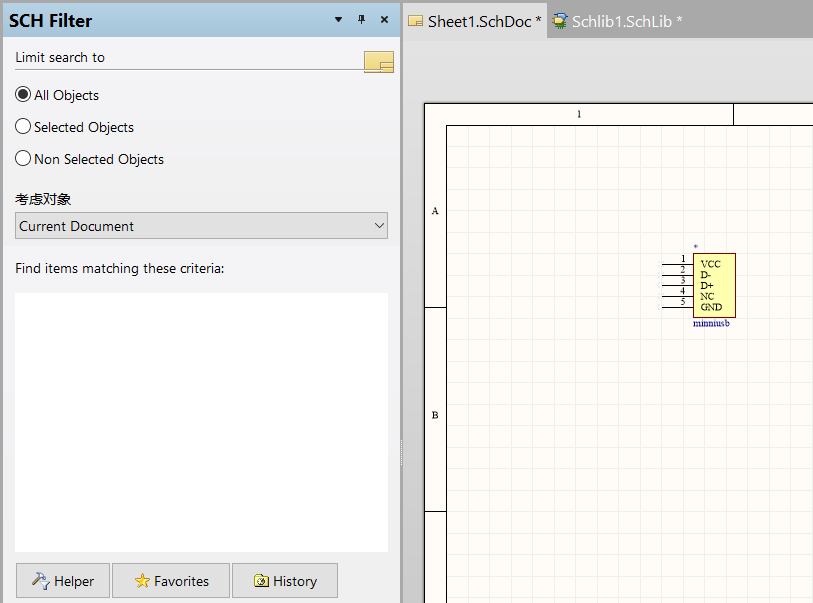 SCH Filter
Limit search to
All Objects
Selected Objects
Non Selected Objects
考虑对象
Current Document
Find items matching these criteria:
Helper
Favorites
History
Sheet1.SchDoc *
Schlib1.SchLib *
1
A
B
*
1 VCC
2 D-
3 D+
4 NC
5 GND
minniusb